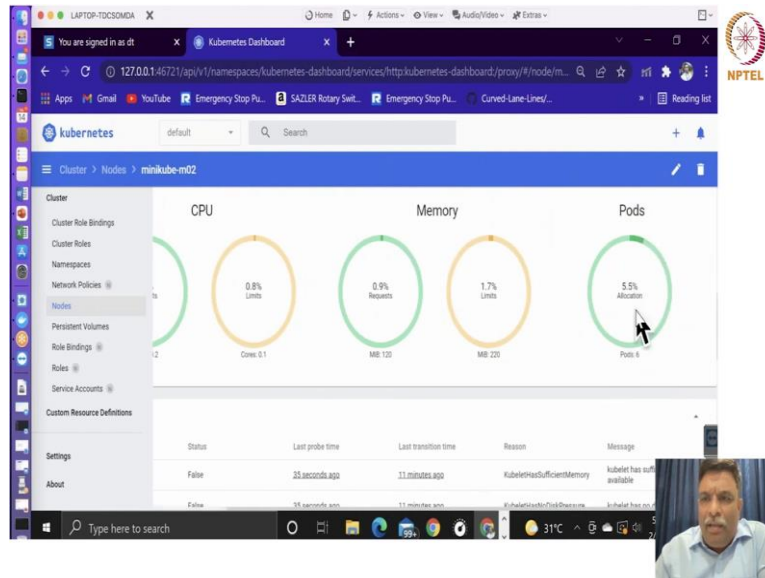 LAPTOP-TDCSOMDA
Home
Actions
View
Audio/Video
Extras
You are signed in as dt
Kubernetes Dashboard
127.0.0.1:46721/api/v1/namespaces/kubernetes-dashboard/services/http:kubernetes-dashboard:/proxy/#/node/m...
Apps Gmail YouTube Emergency Stop Pu... SAZLER Rotary Swit... Emergency Stop Pu... Curved-Lane-Lines/... » Reading list
NPTEL
kubernetes
default
Search
Cluster > Nodes > minikube-m02
Cluster
Cluster Role Bindings
Cluster Roles
Namespaces
Network Policies
Nodes
Persistent Volumes
Role Bindings
Roles
Service Accounts
Custom Resource Definitions
Settings
About
CPU
Memory
Pods
0.8%
Limits
Cores: 0.1
0.9%
Requests
MiB: 120
1.7%
Limits
MiB: 220
5.5%
Allocation
Pods: 6
Status Last probe time Last transition time Reason Message
False 35 seconds ago 11 minutes ago KubeletHasSufficientMemory kubelet has suffi
available
False 35 seconds ago 11 minutes ago KubeletHasNoDiskPressure kubelet has no d
Type here to search
99+
31°C